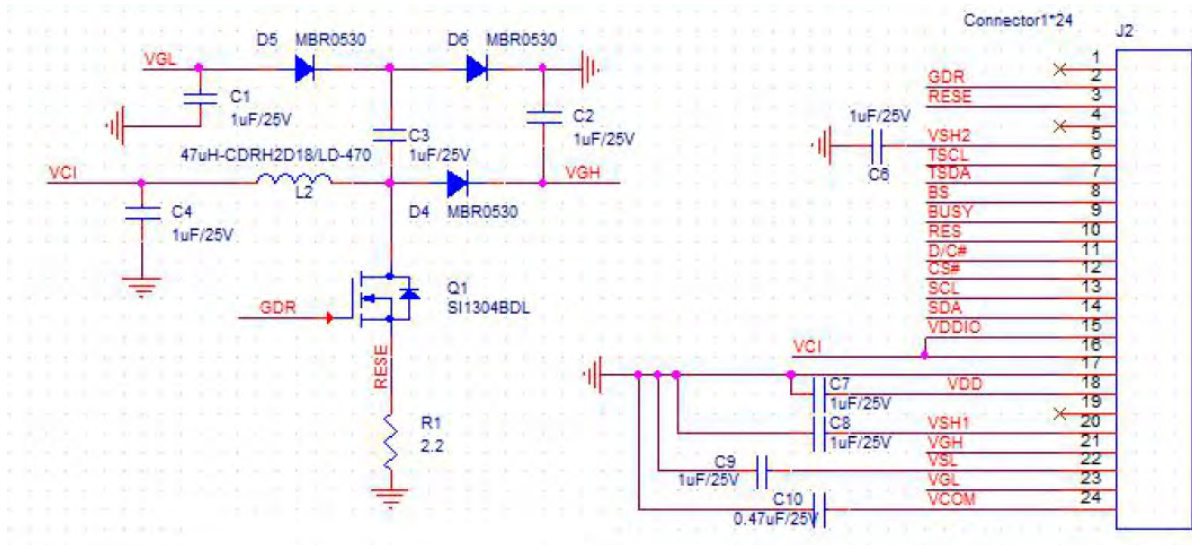 Connector1*24
J2
D5 MBR0530
D6 MBR0530
VGL
C1
1uF/25V
C3
1uF/25V
C2
1uF/25V
47uH-CDRH2D18/LD-470
VCI
L2
VGH
D4 MBR0530
C4
1uF/25V
Q1
SI1304BDL
GDR
RESE
R1
2.2
1
GDR
2
RESE
3
4
1uF/25V
VSH2
5
C6
TSCL
6
TSDA
7
BS
8
BUSY
9
RES
10
D/C#
11
CS#
12
SCL
13
SDA
14
VDDIO
15
VCI
16
17
C7
VDD
18
1uF/25V
19
C8
VSH1
20
1uF/25V
VGH
21
C9
VSL
22
1uF/25V
VGL
23
C10
VCOM
24
0.47uF/25V